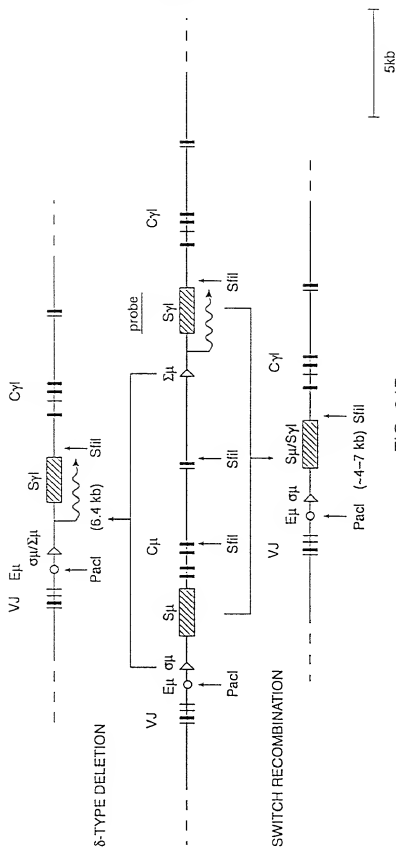 Cγl
Sγl
VJ Eμ
σμ/Σμ
PacI
(6.4 kb)
SfiI
δ-TYPE DELETION
probe
Cγl
Sγl
Σμ
Cμ
Sμ
VJ
Eμ σμ
PacI
SfiI
SfiI
SfiI
SWITCH RECOMBINATION
VJ
Eμ σμ
Sμ/Sγl
Cγl
PacI
(~4–7 kb)
SfiI
5kb